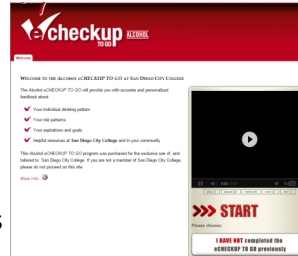 echeckup ALCOHOL
TO GO
Welcome
WELCOME TO THE ALCOHOL eCHECKUP TO GO AT SAN DIEGO CITY COLLEGE
The Alcohol eCHECKUP TO GO will provide you with accurate and personalized
feedback about:
Your individual drinking pattern
Your risk patterns
Your aspirations and goals
Helpful resources at San Diego City College and in your community
This Alcohol eCHECKUP TO GO program was purchased for the exclusive use of, and
tailored to, San Diego City College. If you are not a member of San Diego City College,
please do not proceed on this site.
More info.
>>> START
Please choose:
I HAVE NOT completed the
eCHECKUP TO GO previously
s